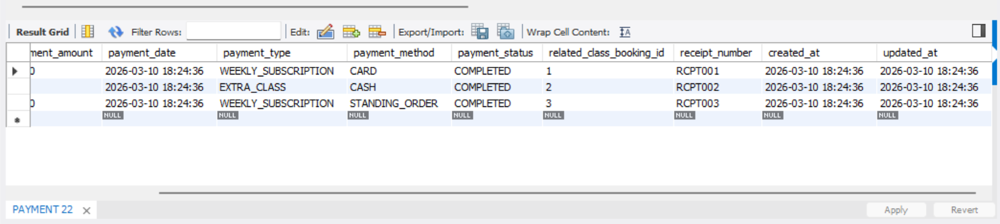 Result Grid Filter Rows: Edit: Export/Import: Wrap Cell Content: IA
ment_amount payment_date payment_type payment_method payment_status related_class_booking_id receipt_number created_at updated_at
0 2026-03-10 18:24:36 WEEKLY_SUBSCRIPTION CARD COMPLETED 1 RCPT001 2026-03-10 18:24:36 2026-03-10 18:24:36
2026-03-10 18:24:36 EXTRA_CLASS CASH COMPLETED 2 RCPT002 2026-03-10 18:24:36 2026-03-10 18:24:36
0 2026-03-10 18:24:36 WEEKLY_SUBSCRIPTION STANDING_ORDER COMPLETED 3 RCPT003 2026-03-10 18:24:36 2026-03-10 18:24:36
NULL NULL NULL NULL NULL NULL NULL NULL
PAYMENT 22 Apply Revert